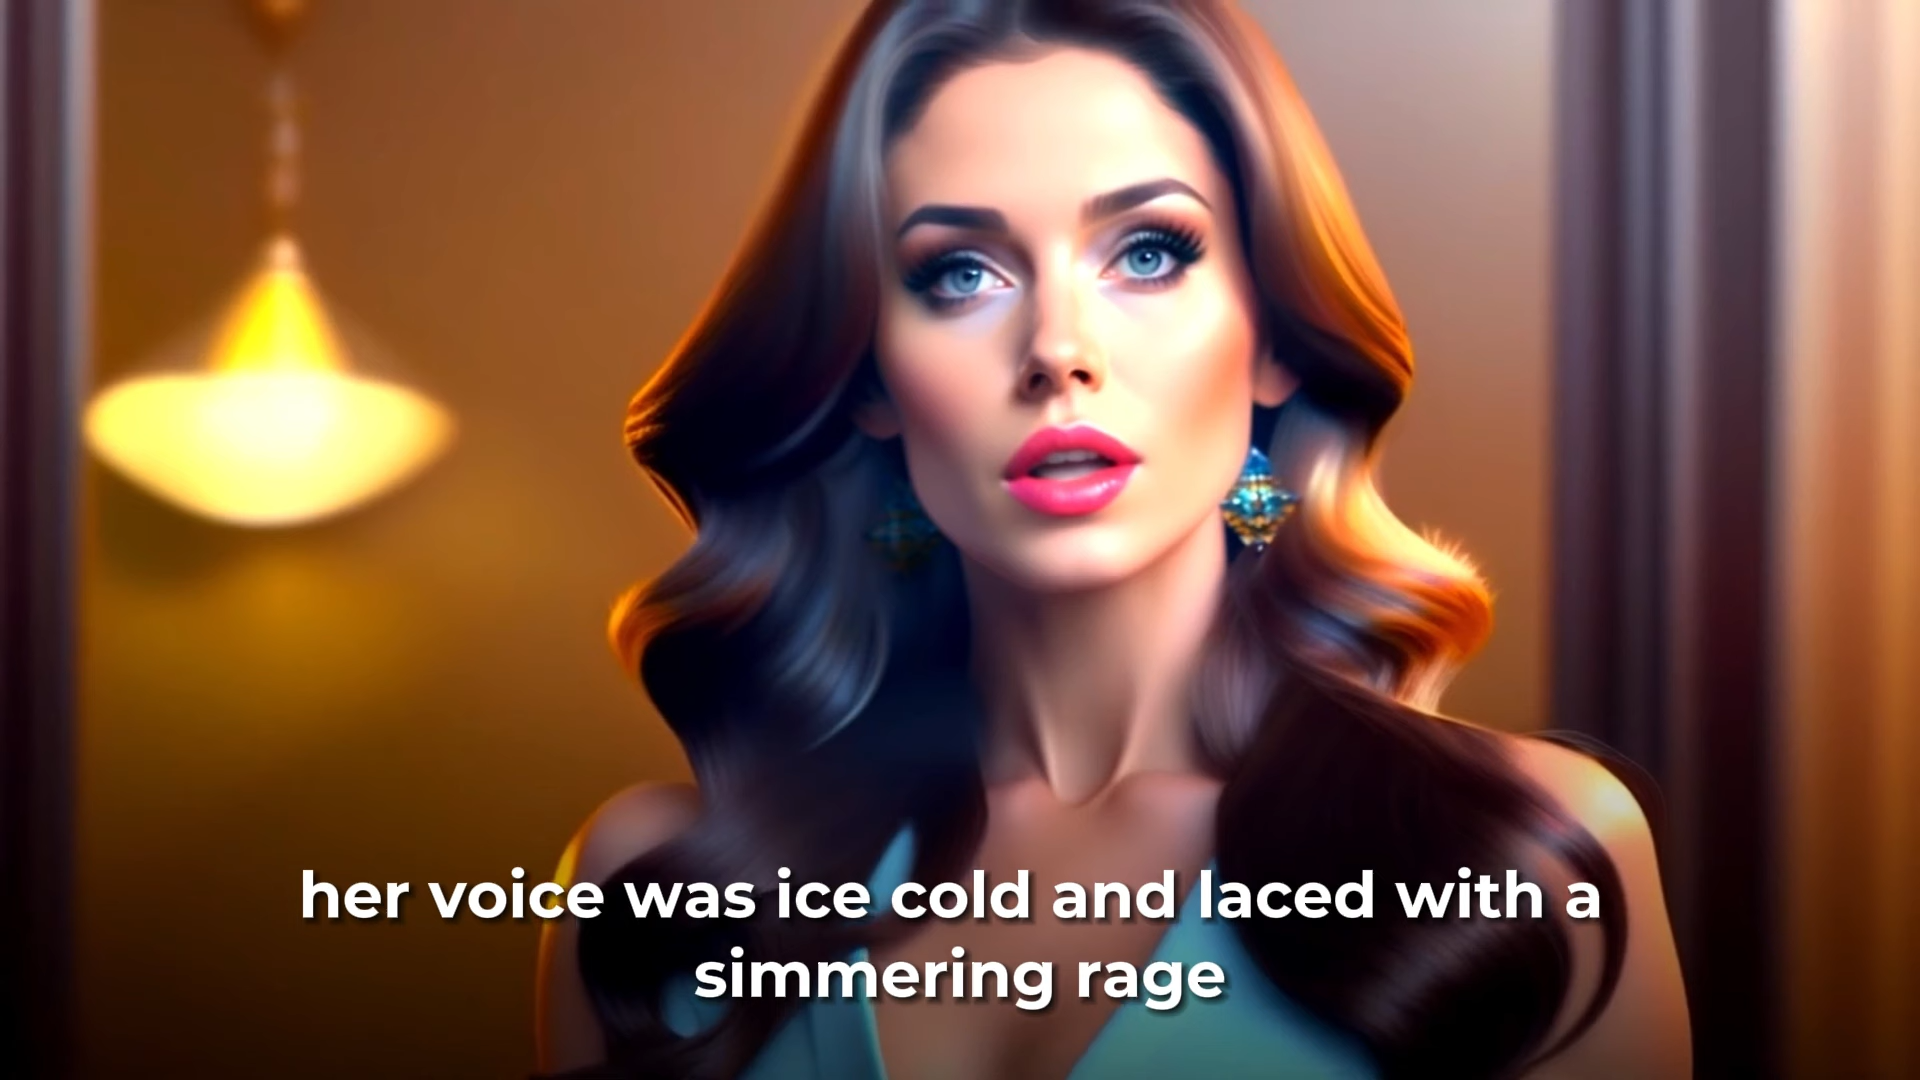 her voice was ice cold and laced with a
simmering rage